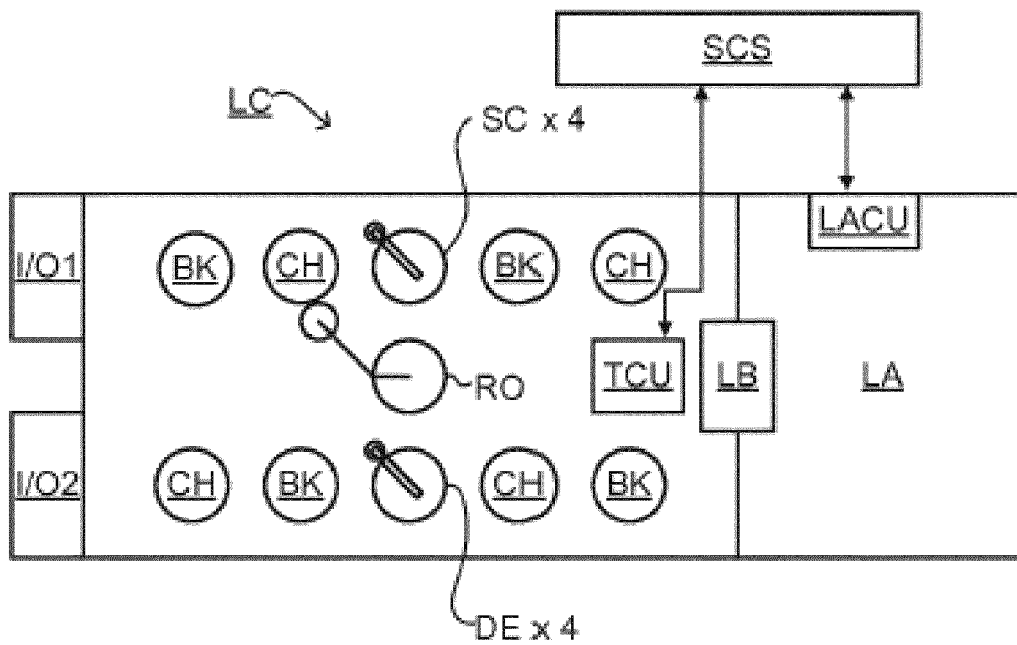 SCS
LC
SC x 4
LACU
I/O1
BK
CH
BK
CH
RO
TCU
LB
LA
I/O2
CH
BK
CH
BK
DE x 4